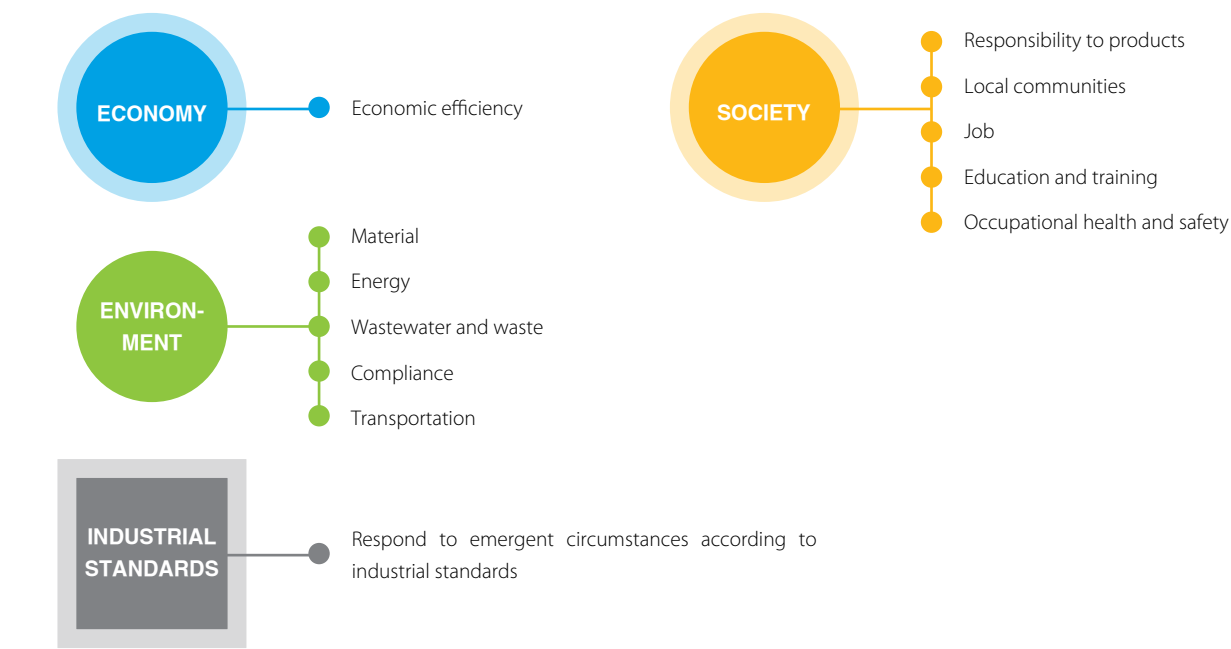 ECONOMY
Economic efficiency
ENVIRON-
MENT
Material
Energy
Wastewater and waste
Compliance
Transportation
INDUSTRIAL
STANDARDS
Respond to emergent circumstances according to
industrial standards
SOCIETY
Responsibility to products
Local communities
Job
Education and training
Occupational health and safety